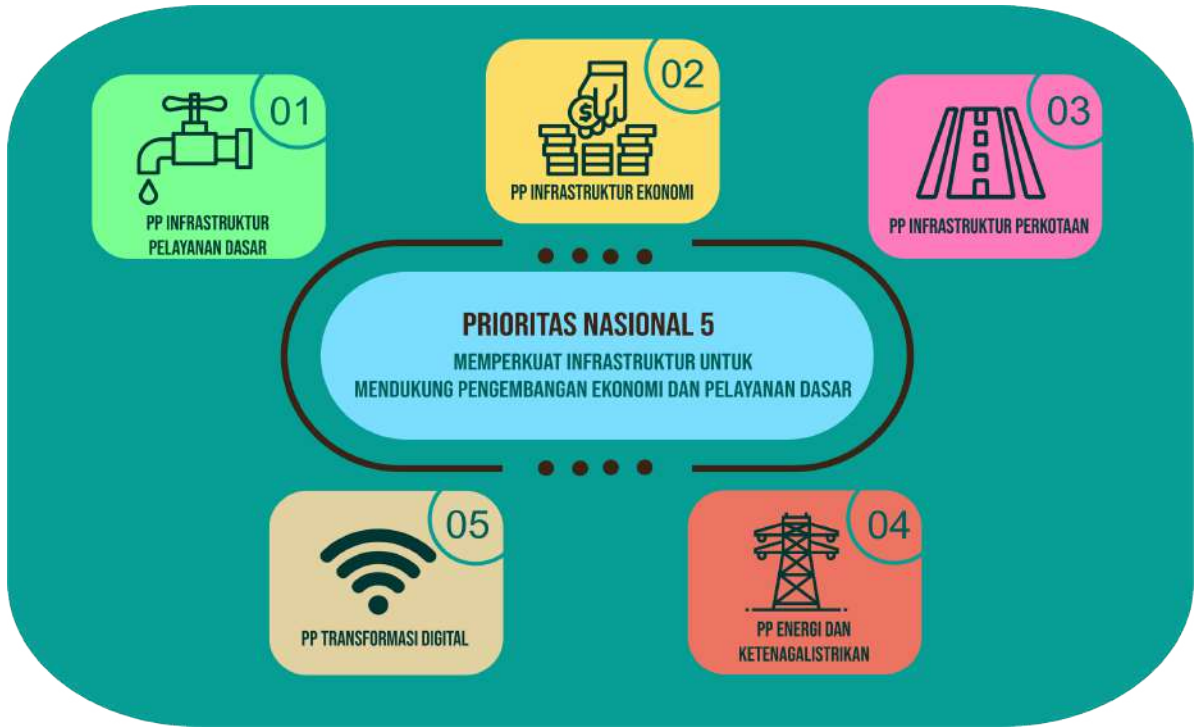 01
PP INFRASTRUKTUR
PELAYANAN DASAR
02
$
PP INFRASTRUKTUR EKONOMI
03
PP INFRASTRUKTUR PERKOTAAN
PRIORITAS NASIONAL 5
MEMPERKUAT INFRASTRUKTUR UNTUK
MENDUKUNG PENGEMBANGAN EKONOMI DAN PELAYANAN DASAR
05
PP TRANSFORMASI DIGITAL
04
PP ENERGI DAN
KETENAGALISTRIKAN